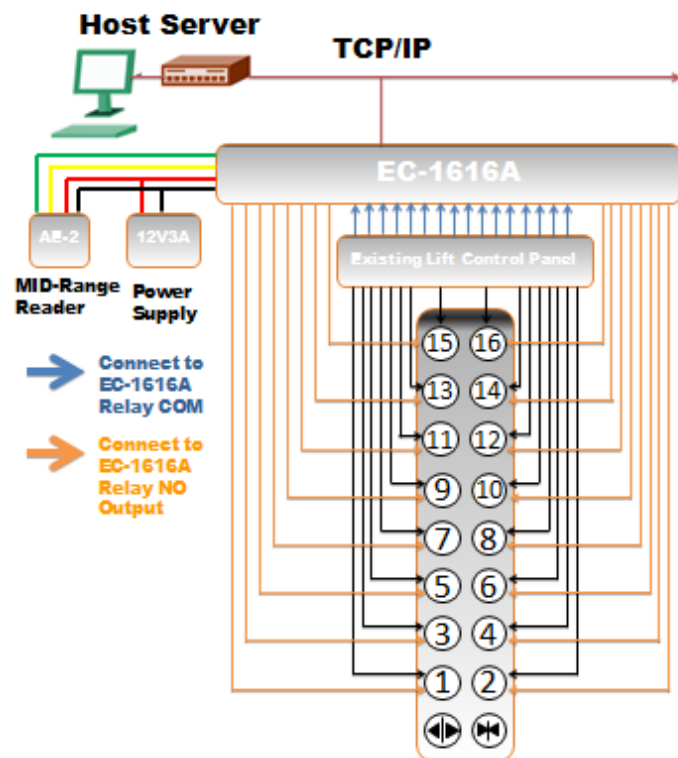 Host Server
TCP/IP
EC-1616A
AE-2
12V3A
MID-Range
Reader
Power
Supply
Existing Lift Control Panel
Connect to
EC-1616A
Relay COM
Connect to
EC-1616A
Relay NO
Output
15 16
13 14
11 12
9 10
7 8
5 6
3 4
1 2